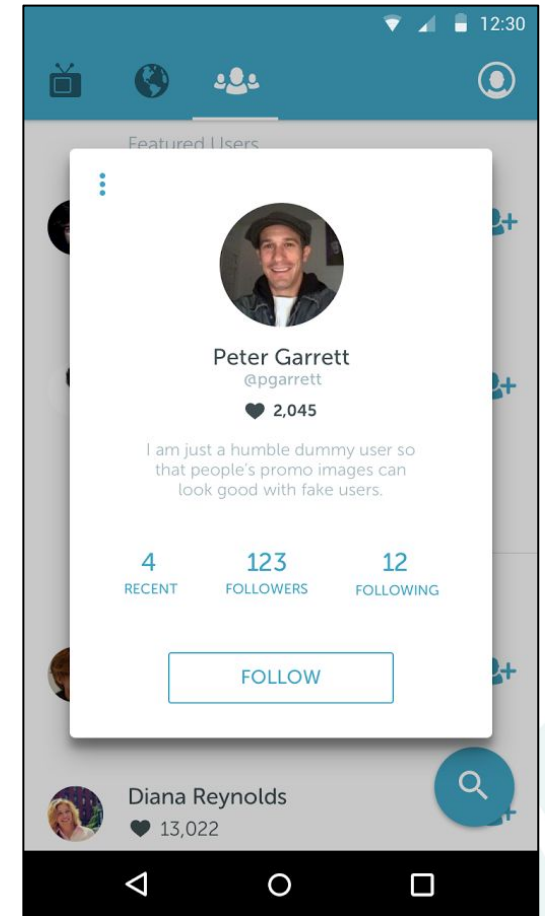 12:30
Featured Users
Peter Garrett
@pgarrett
2,045
I am just a humble dummy user so
that people's promo images can
look good with fake users.
4 123 12
RECENT FOLLOWERS FOLLOWING
FOLLOW
Diana Reynolds
13,022